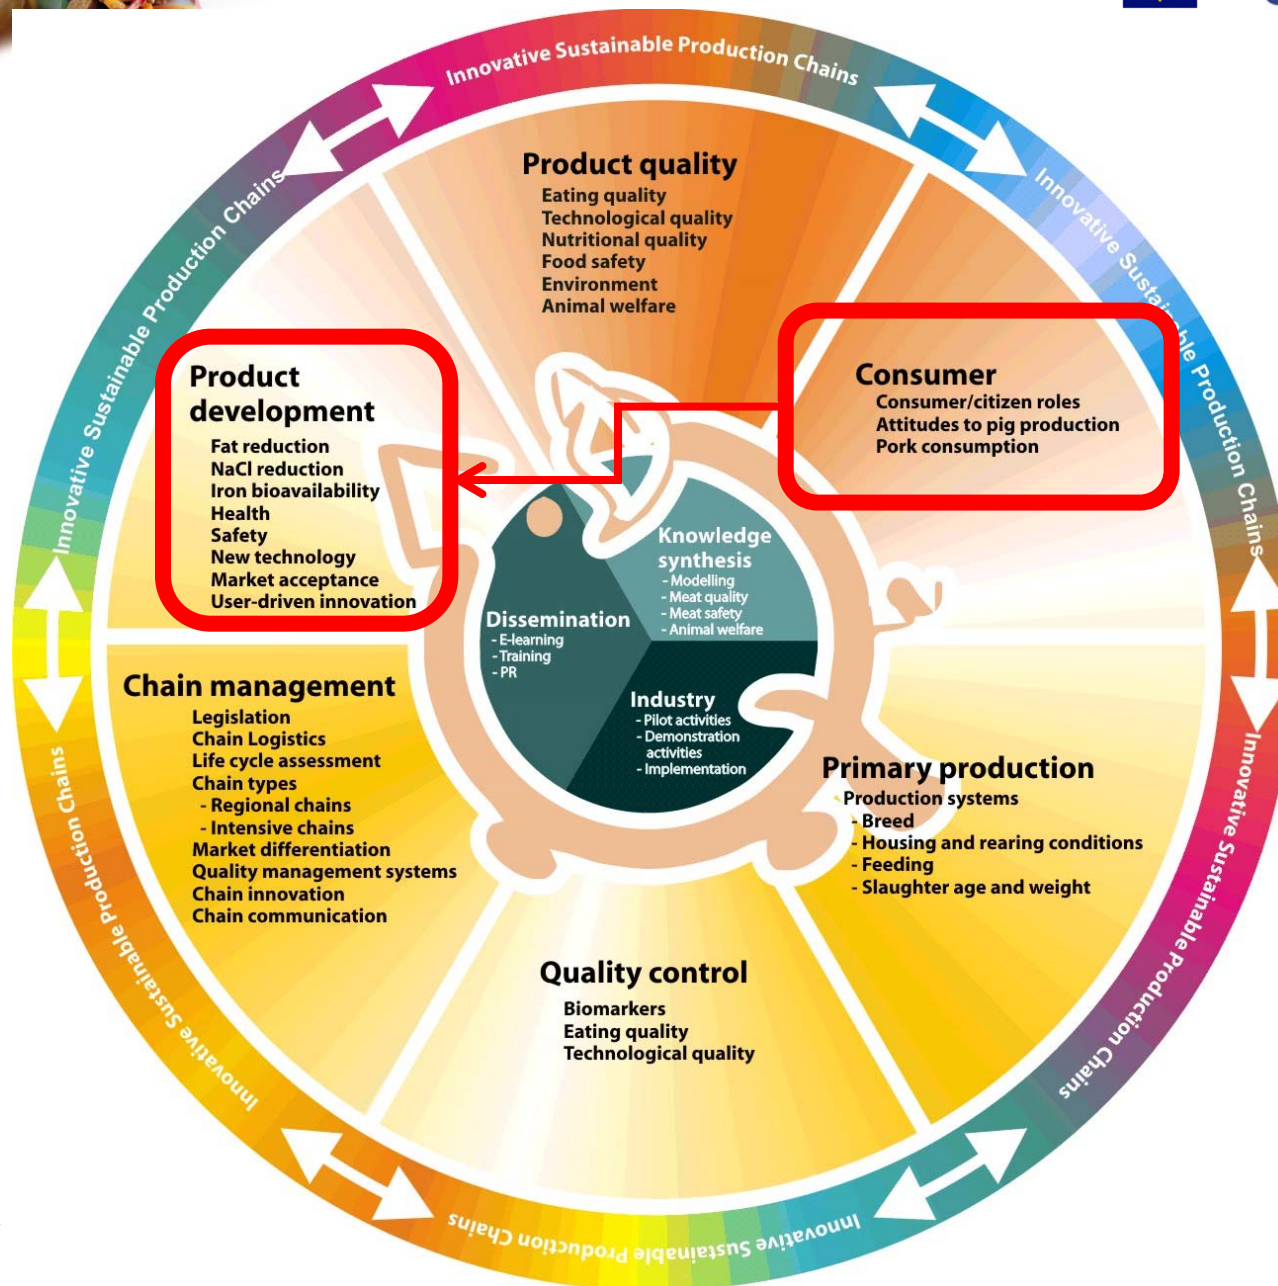 Innovative Sustainable Production Chains
Innovative Sustainable Production Chains
Innovative Sustainable Production Chains
Innovative Sustainable Production Chains
Innovative Sustainable Production Chains
Innovative Sustainable Production Chains
Product quality
Eating quality
Technological quality
Nutritional quality
Food safety
Environment
Animal welfare
Consumer
Consumer/citizen roles
Attitudes to pig production
Pork consumption
Product
development
Fat reduction
NaCl reduction
Iron bioavailability
Health
Safety
New technology
Market acceptance
User-driven innovation
Knowledge
synthesis
- Modelling
- Meat quality
- Meat safety
- Animal welfare
Dissemination
- E-learning
- Training
- PR
Industry
- Pilot activities
- Demonstration
activities
- Implementation
Chain management
Legislation
Chain Logistics
Life cycle assessment
Chain types
- Regional chains
- Intensive chains
Market differentiation
Quality management systems
Chain innovation
Chain communication
Primary production
Production systems
- Breed
- Housing and rearing conditions
- Feeding
- Slaughter age and weight
Quality control
Biomarkers
Eating quality
Technological quality